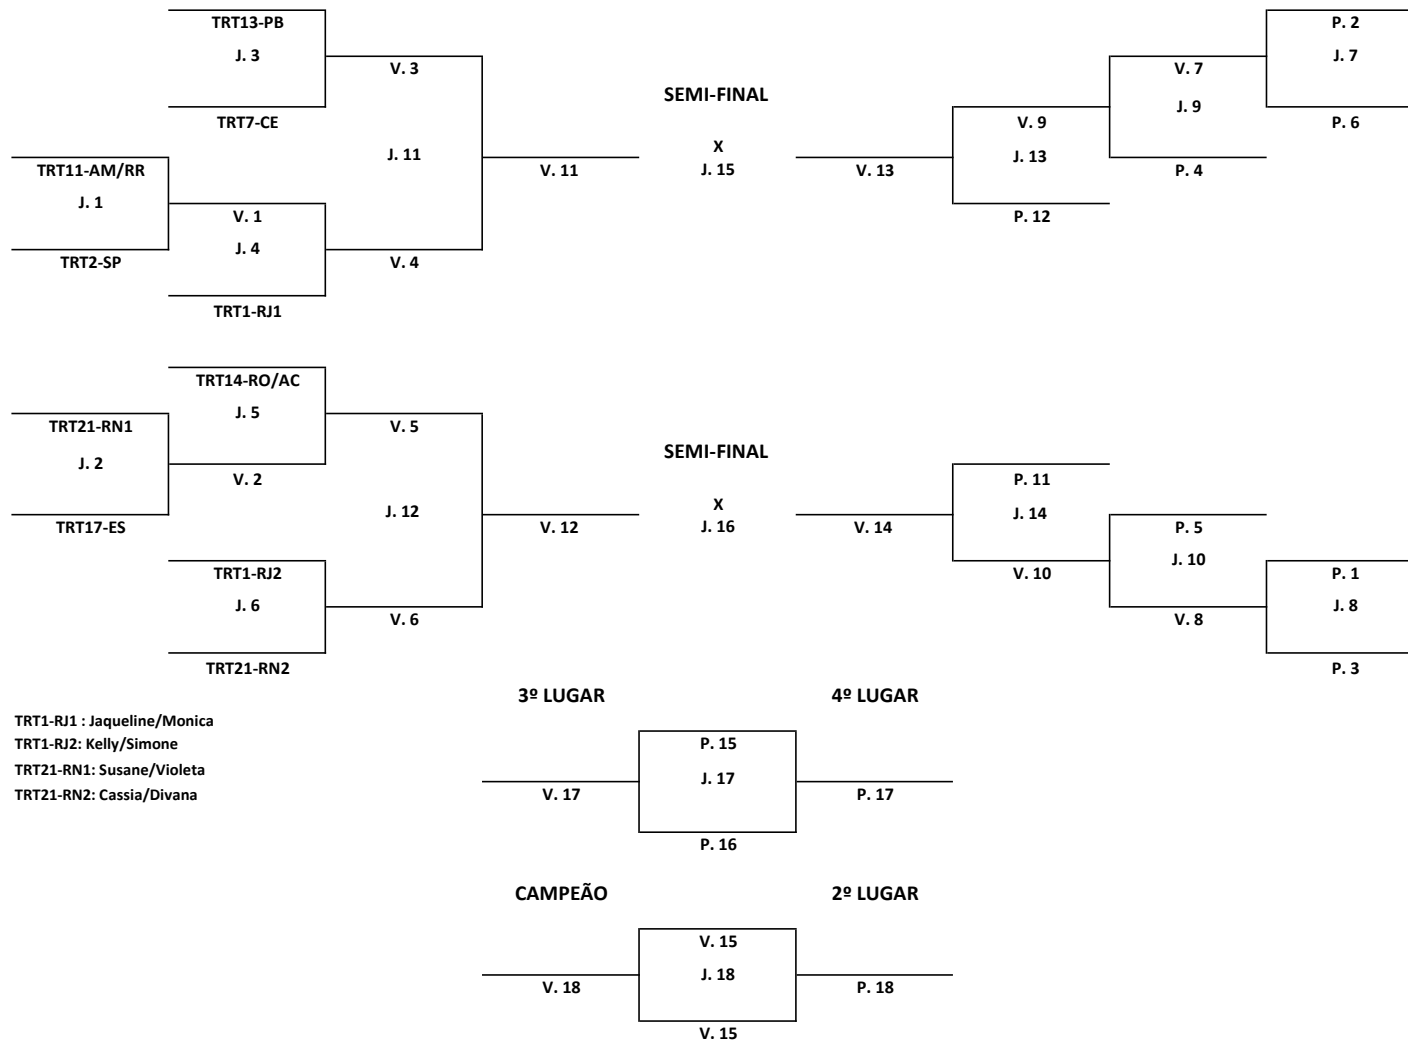 TRT13-PB
P. 2
J. 3
J. 7
V. 3
V. 7
SEMI-FINAL
J. 9
TRT7-CE
V. 9
P. 6
X
J. 11
J. 13
TRT11-AM/RR
V. 11
J. 15
V. 13
P. 4
J. 1
V. 1
P. 12
J. 4
TRT2-SP
V. 4
TRT1-RJ1
TRT14-RO/AC
J. 5
TRT21-RN1
V. 5
SEMI-FINAL
J. 2
V. 2
P. 11
X
J. 12
J. 14
TRT17-ES
V. 12
J. 16
V. 14
P. 5
J. 10
TRT1-RJ2
V. 10
P. 1
J. 6
J. 8
V. 6
V. 8
TRT21-RN2
P. 3
3º LUGAR
4º LUGAR
TRT1-RJ1 : Jaqueline/Monica
TRT1-RJ2: Kelly/Simone
TRT21-RN1: Susane/Violeta
TRT21-RN2: Cassia/Divana
P. 15
J. 17
V. 17
P. 17
P. 16
CAMPEÃO
2º LUGAR
V. 15
J. 18
V. 18
P. 18
V. 15